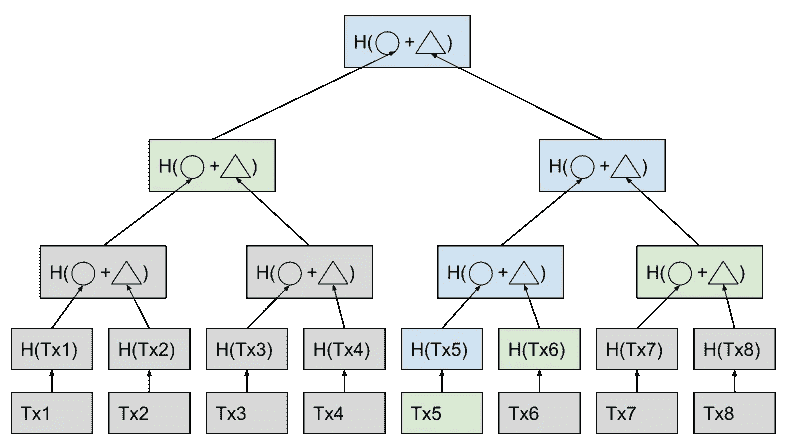 H(○+△)
H(○+△) H(○+△)
H(○+△) H(○+△) H(○+△) H(○+△)
H(Tx1) H(Tx2) H(Tx3) H(Tx4) H(Tx5) H(Tx6) H(Tx7) H(Tx8)
Tx1 Tx2 Tx3 Tx4 Tx5 Tx6 Tx7 Tx8